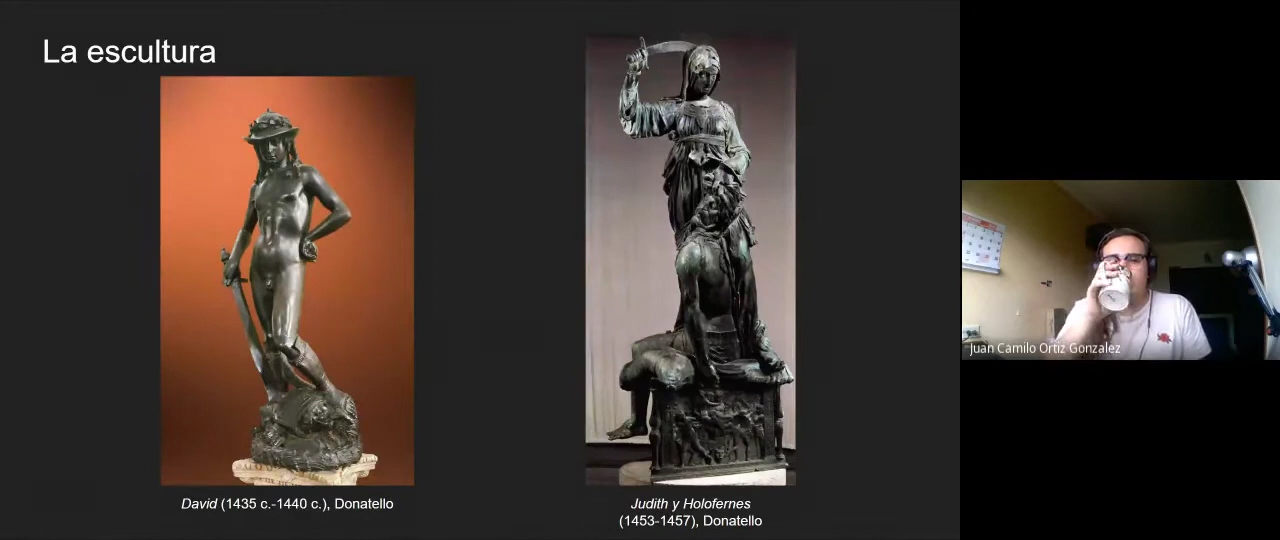 La escultura
David (1435 c.-1440 c.), Donatello
Judith y Holofernes
(1453-1457), Donatello
Juan Camilo Ortiz Gonzalez